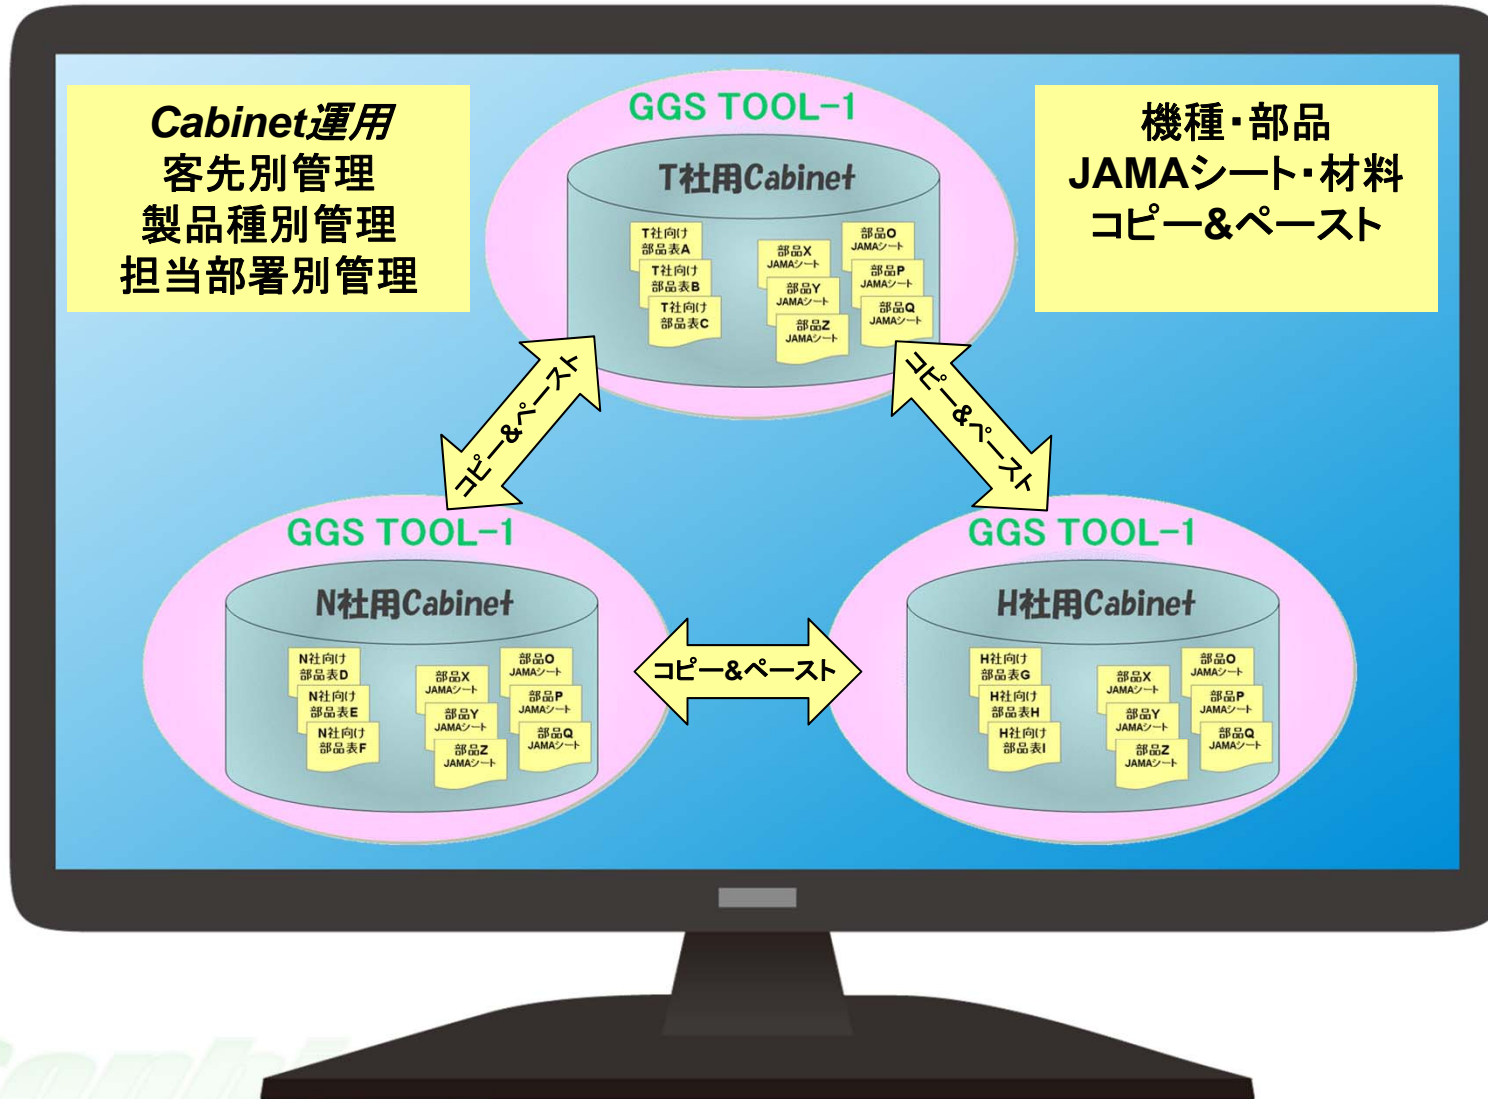 Cabinet運用
客先別管理
製品種別管理
担当部署別管理
機種・部品
JAMAシート・材料
コピー&ペースト
GGS TOOL-1
T社用Cabinet
T社向け
部品表A
T社向け
部品表B
T社向け
部品表C
部品X
JAMAシート
部品Y
JAMAシート
部品Z
JAMAシート
部品O
JAMAシート
部品P
JAMAシート
部品Q
JAMAシート
コピー&ペースト
コピー&ペースト
GGS TOOL-1
N社用Cabinet
N社向け
部品表D
N社向け
部品表E
N社向け
部品表F
部品X
JAMAシート
部品Y
JAMAシート
部品Z
JAMAシート
部品O
JAMAシート
部品P
JAMAシート
部品Q
JAMAシート
コピー&ペースト
GGS TOOL-1
H社用Cabinet
H社向け
部品表G
H社向け
部品表H
H社向け
部品表I
部品X
JAMAシート
部品Y
JAMAシート
部品Z
JAMAシート
部品O
JAMAシート
部品P
JAMAシート
部品Q
JAMAシート